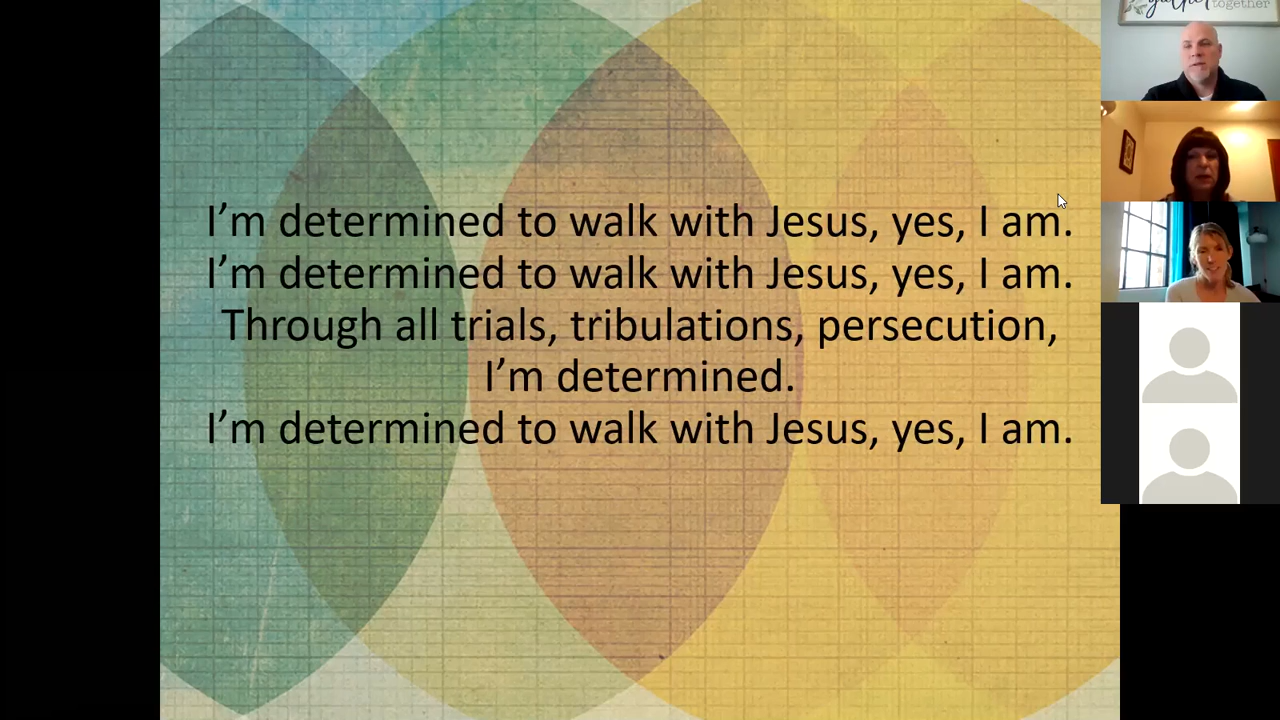 gather
together
I’m determined to walk with Jesus, yes, I am.
I’m determined to walk with Jesus, yes, I am.
Through all trials, tribulations, persecution,
I’m determined.
I’m determined to walk with Jesus, yes, I am.